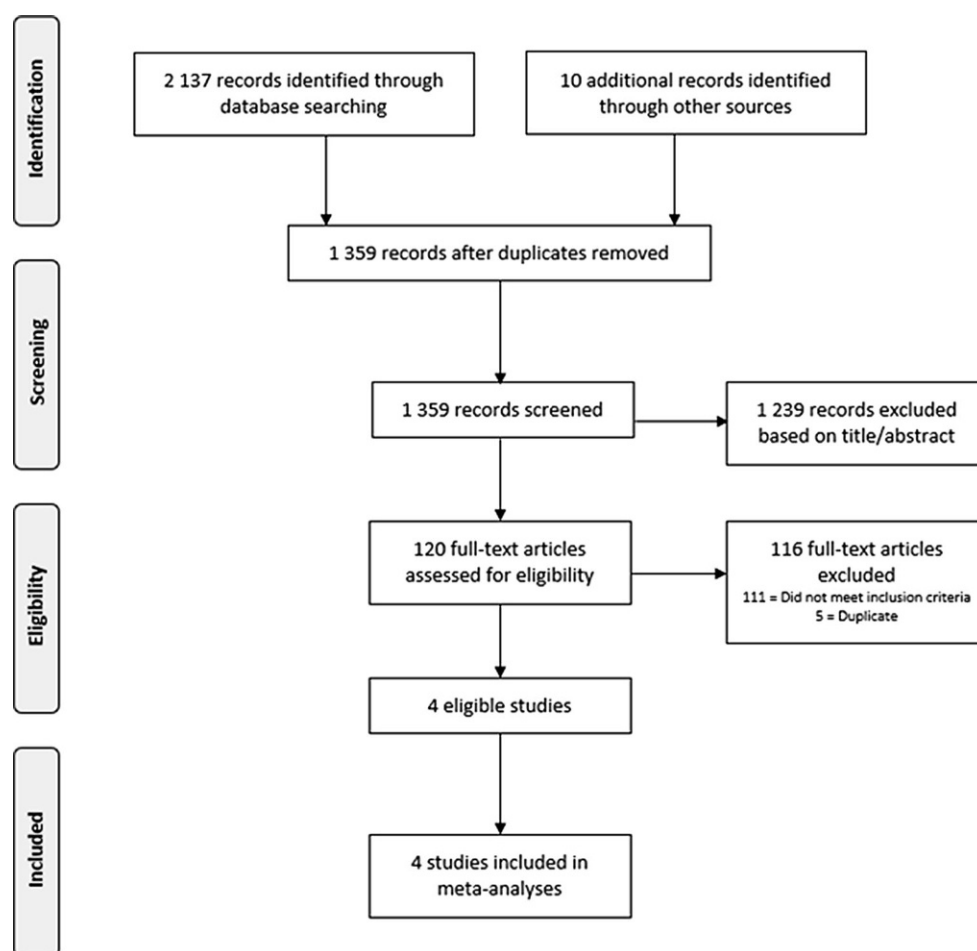 Identification
2 137 records identified through
database searching
10 additional records identified
through other sources
1 359 records after duplicates removed
Screening
1 359 records screened
1 239 records excluded
based on title/abstract
Eligibility
120 full-text articles
assessed for eligibility
116 full-text articles
excluded
111 = Did not meet inclusion criteria
5 = Duplicate
4 eligible studies
Included
4 studies included in
meta-analyses